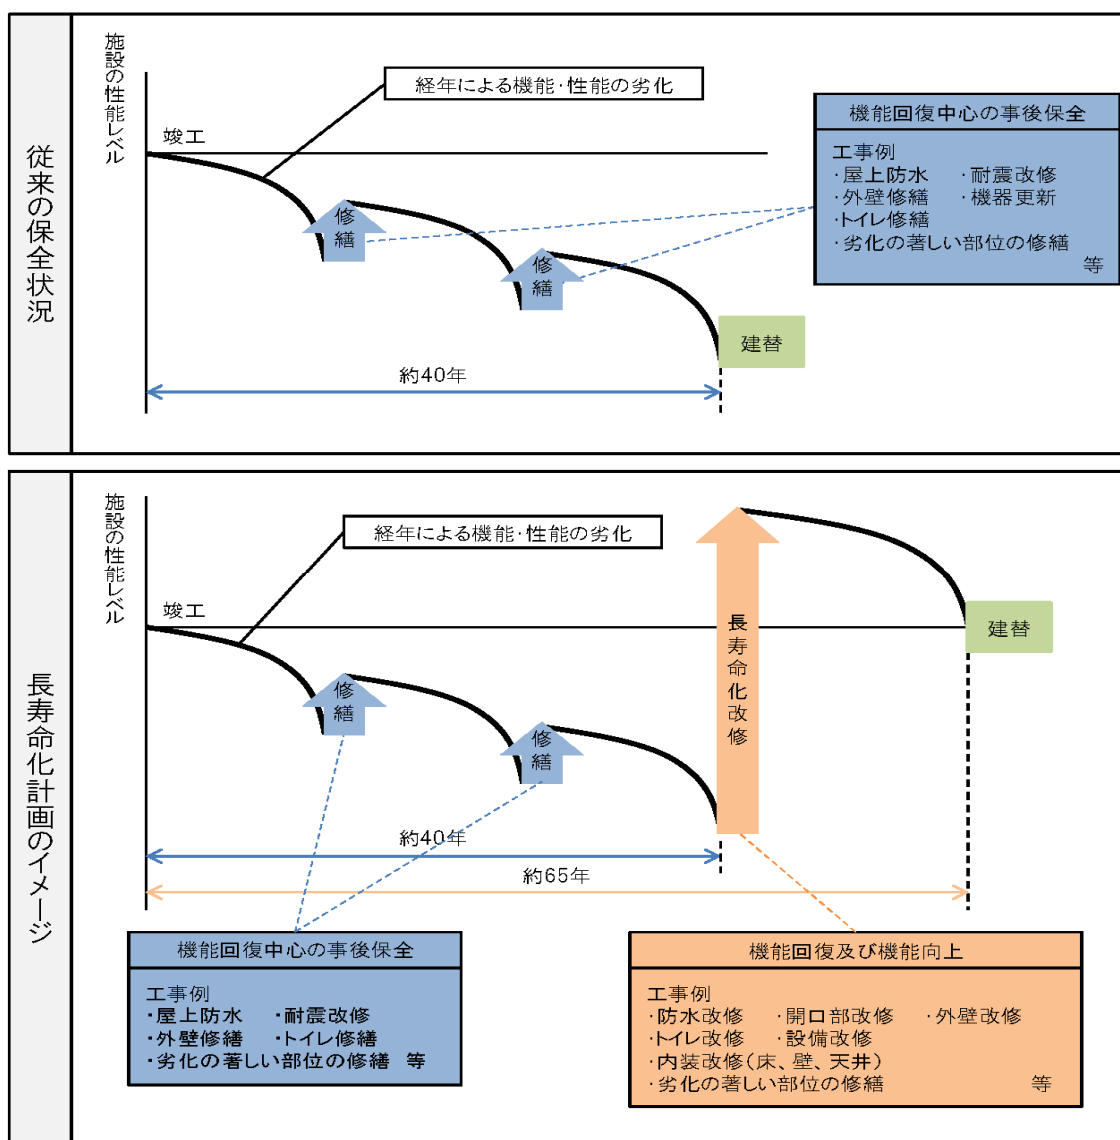 従来の保全状況
施設の性能レベル
経年による機能・性能の劣化
竣工
修繕
修繕
機能回復中心の事後保全
工事例
・屋上防水　・耐震改修
・外壁修繕　・機器更新
・トイレ修繕
・劣化の著しい部位の修繕
等
建替
約40年
長寿命化計画のイメージ
施設の性能レベル
経年による機能・性能の劣化
竣工
修繕
修繕
長寿命化改修
建替
約40年
約65年
機能回復中心の事後保全
工事例
・屋上防水　・耐震改修
・外壁修繕　・トイレ修繕
・劣化の著しい部位の修繕 等
機能回復及び機能向上
工事例
・防水改修　・開口部改修　・外壁改修
・トイレ改修　・設備改修
・内装改修(床、壁、天井)
・劣化の著しい部位の修繕　等